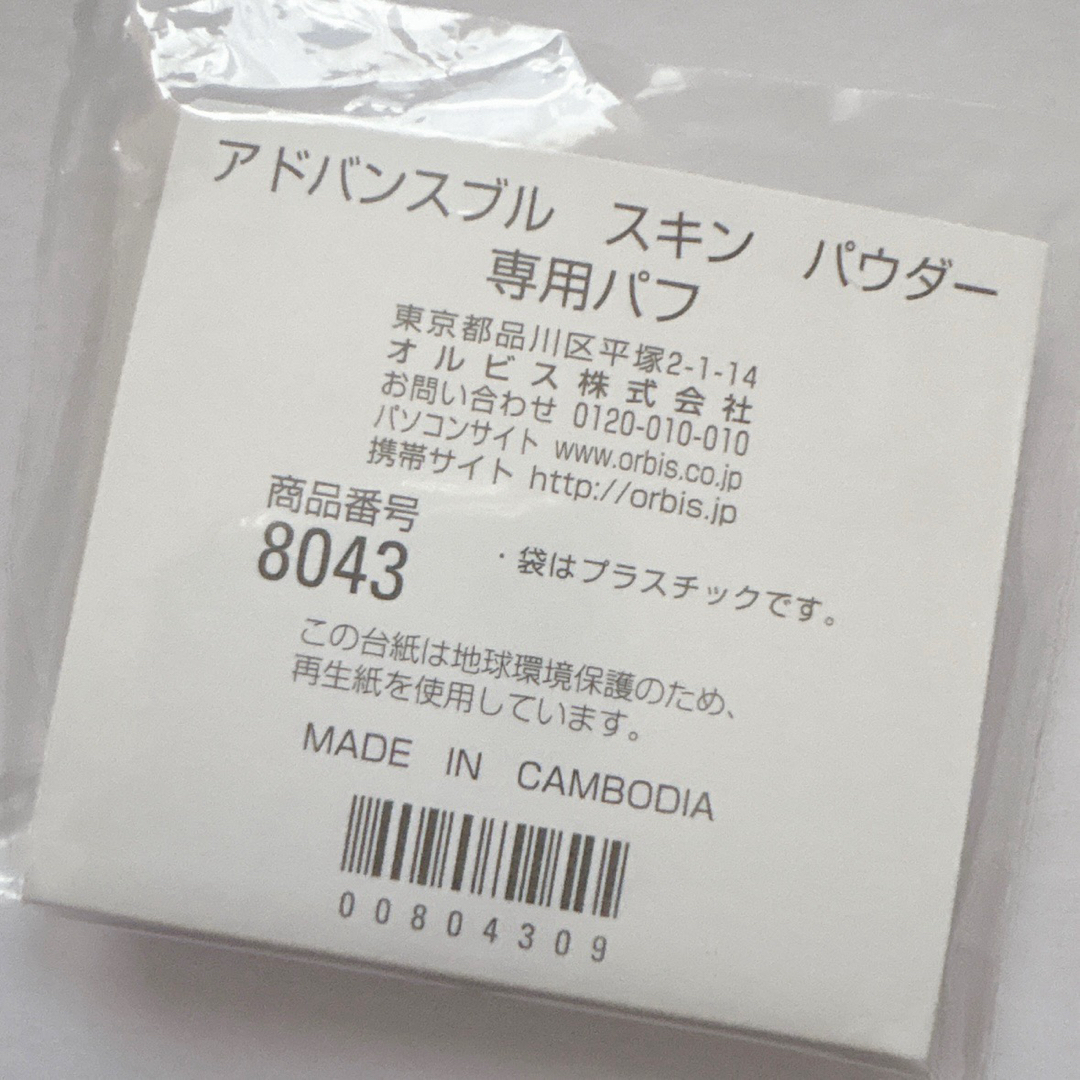 アドバンスブル　スキン　パウダー
専用パフ
東京都品川区平塚2-1-14
オルビス株式会社
お問い合わせ 0120-010-010
パソコンサイト www.orbis.co.jp
携帯サイト http://orbis.jp
商品番号
8043
・袋はプラスチックです。
この台紙は地球環境保護のため、
再生紙を使用しています。
MADE IN CAMBODIA
00804309